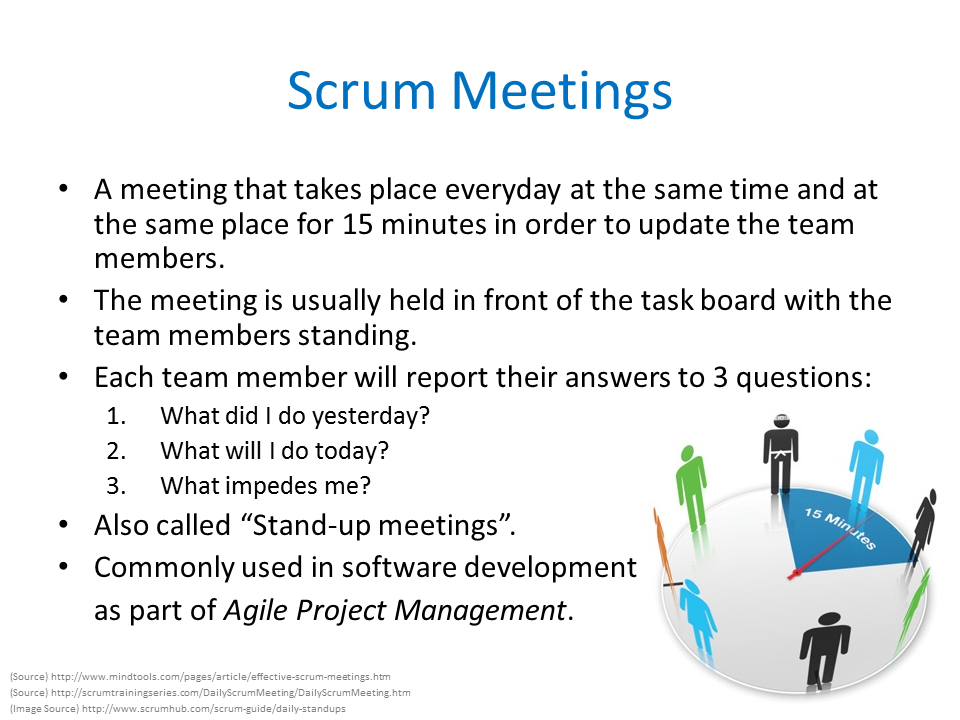 Scrum Meetings
• A meeting that takes place everyday at the same time and at
the same place for 15 minutes in order to update the team
members.
• The meeting is usually held in front of the task board with the
team members standing.
• Each team member will report their answers to 3 questions:
1. What did I do yesterday?
2. What will I do today?
3. What impedes me?
15 Minutes
• Also called “Stand-up meetings”.
• Commonly used in software development
as part of Agile Project Management.
(Source) http://www.mindtools.com/pages/article/effective-scrum-meetings.htm
(Source) http://scrumtrainingseries.com/DailyScrumMeeting/DailyScrumMeeting.htm
(Image Source) http://www.scrumhub.com/scrum-guide/daily-standups